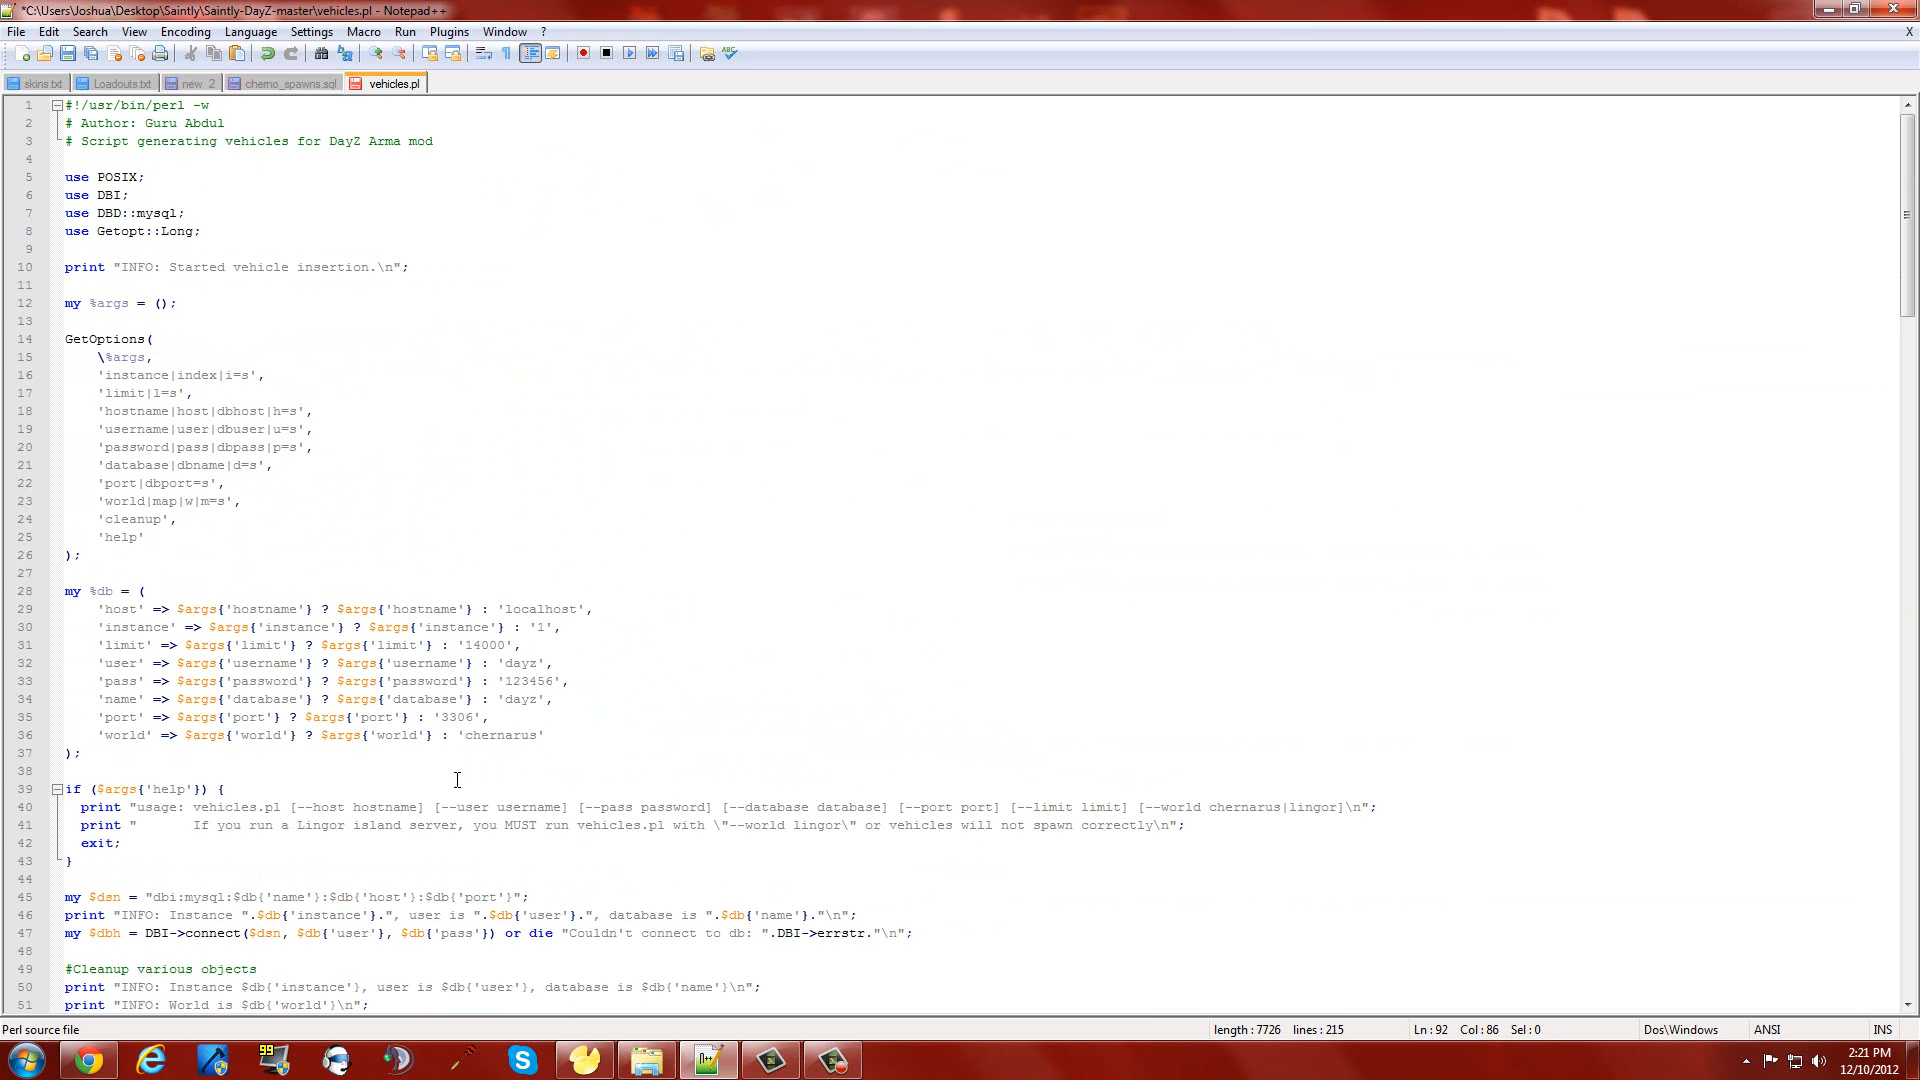 *C:\Users\Joshua\Desktop\Saintly\Saintly-DayZ-master\vehicles.pl - Notepad++
File Edit Search View Encoding Language Settings Macro Run Plugins Window ? X
skins.txt Loadouts.txt new 2 cherno_spawns.sql vehicles.pl
1 #!/usr/bin/perl -w
2 # Author: Guru Abdul
3 # Script generating vehicles for DayZ Arma mod
4
5 use POSIX;
6 use DBI;
7 use DBD::mysql;
8 use Getopt::Long;
9
10 print "INFO: Started vehicle insertion.\n";
11
12 my %args = ();
13
14 GetOptions(
15 \%args,
16 'instance|index|i=s',
17 'limit|l=s',
18 'hostname|host|dbhost|h=s',
19 'username|user|dbuser|u=s',
20 'password|pass|dbpass|p=s',
21 'database|dbname|d=s',
22 'port|dbport=s',
23 'world|map|w|m=s',
24 'cleanup',
25 'help'
26 );
27
28 my %db = (
29 'host' => $args{'hostname'} ? $args{'hostname'} : 'localhost',
30 'instance' => $args{'instance'} ? $args{'instance'} : '1',
31 'limit' => $args{'limit'} ? $args{'limit'} : '14000',
32 'user' => $args{'username'} ? $args{'username'} : 'dayz',
33 'pass' => $args{'password'} ? $args{'password'} : '123456',
34 'name' => $args{'database'} ? $args{'database'} : 'dayz',
35 'port' => $args{'port'} ? $args{'port'} : '3306',
36 'world' => $args{'world'} ? $args{'world'} : 'chernarus'
37 );
38
39 if ($args{'help'}) {
40 print "usage: vehicles.pl [--host hostname] [--user username] [--pass password] [--database database] [--port port] [--limit limit] [--world chernarus|lingor]\n";
41 print " If you run a Lingor island server, you MUST run vehicles.pl with \"--world lingor\" or vehicles will not spawn correctly\n";
42 exit;
43 }
44
45 my $dsn = "dbi:mysql:$db{'name'}:$db{'host'}:$db{'port'}";
46 print "INFO: Instance ".$db{'instance'}.", user is ".$db{'user'}.", database is ".$db{'name'}."\n";
47 my $dbh = DBI->connect($dsn, $db{'user'}, $db{'pass'}) or die "Couldn't connect to db: ".DBI->errstr."\n";
48
49 #Cleanup various objects
50 print "INFO: Instance $db{'instance'}, user is $db{'user'}, database is $db{'name'}\n";
51 print "INFO: World is $db{'world'}\n";
Perl source file length : 7726 lines : 215 Ln : 92 Col : 86 Sel : 0 Dos\Windows ANSI INS
99
2:21 PM
12/10/2012